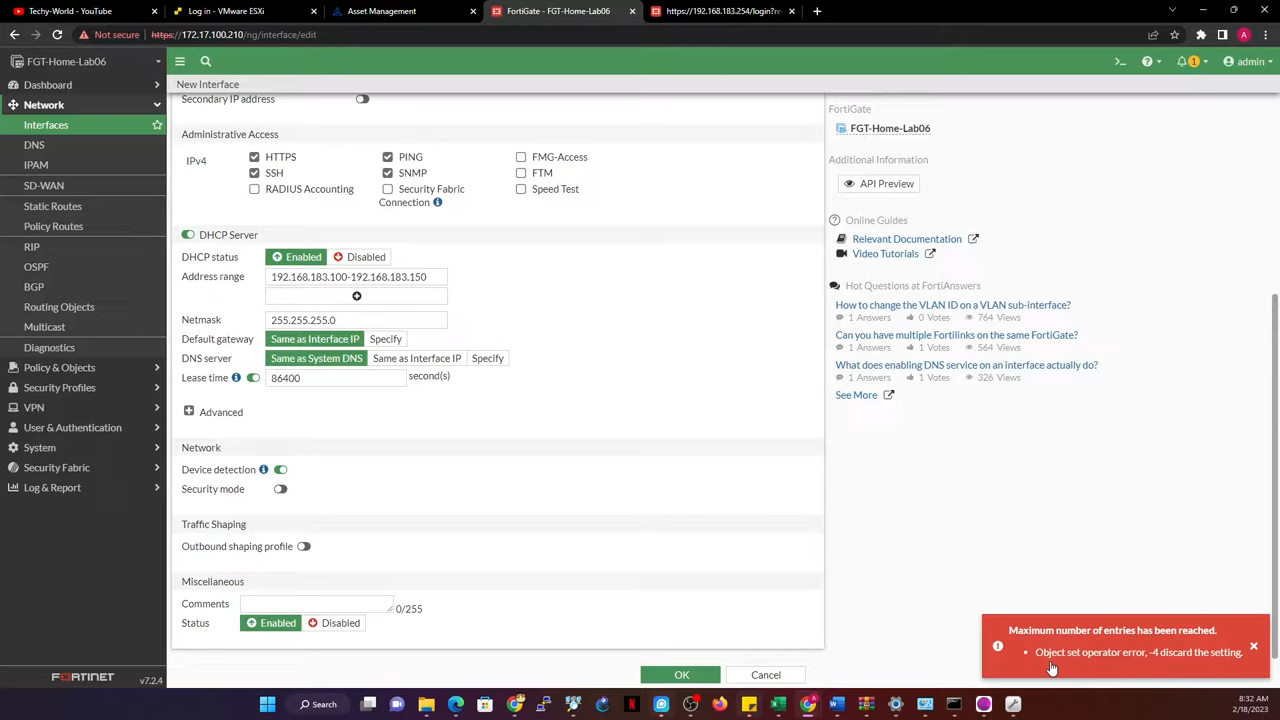 Techy-World - YouTube
Log in - VMware ESXi
Asset Management
FortiGate - FGT-Home-Lab06
https://192.168.183.254/login?re
Not secure
https://172.17.100.210/ng/interface/edit
A
FGT-Home-Lab06
1
admin
Dashboard
Network
Interfaces
DNS
IPAM
SD-WAN
Static Routes
Policy Routes
RIP
OSPF
BGP
Routing Objects
Multicast
Diagnostics
Policy & Objects
Security Profiles
VPN
User & Authentication
System
Security Fabric
Log & Report
FORTINET
v7.2.4
New Interface
Secondary IP address
Administrative Access
IPv4
HTTPS
PING
FMG-Access
SSH
SNMP
FTM
RADIUS Accounting
Security Fabric
Connection
Speed Test
DHCP Server
DHCP status
Enabled
Disabled
Address range
192.168.183.100-192.168.183.150
Netmask
255.255.255.0
Default gateway
Same as Interface IP
Specify
DNS server
Same as System DNS
Same as Interface IP
Specify
Lease time
86400
second(s)
Advanced
Network
Device detection
Security mode
Traffic Shaping
Outbound shaping profile
Miscellaneous
Comments
0/255
Status
Enabled
Disabled
OK
Cancel
FortiGate
FGT-Home-Lab06
Additional Information
API Preview
Online Guides
Relevant Documentation
Video Tutorials
Hot Questions at FortiAnswers
How to change the VLAN ID on a VLAN sub-interface?
1 Answers
0 Votes
764 Views
Can you have multiple Fortilinks on the same FortiGate?
1 Answers
1 Votes
564 Views
What does enabling DNS service on an interface actually do?
1 Answers
1 Votes
326 Views
See More
Maximum number of entries has been reached.
Object set operator error, -4 discard the setting.
Search
8:32 AM
2/18/2023